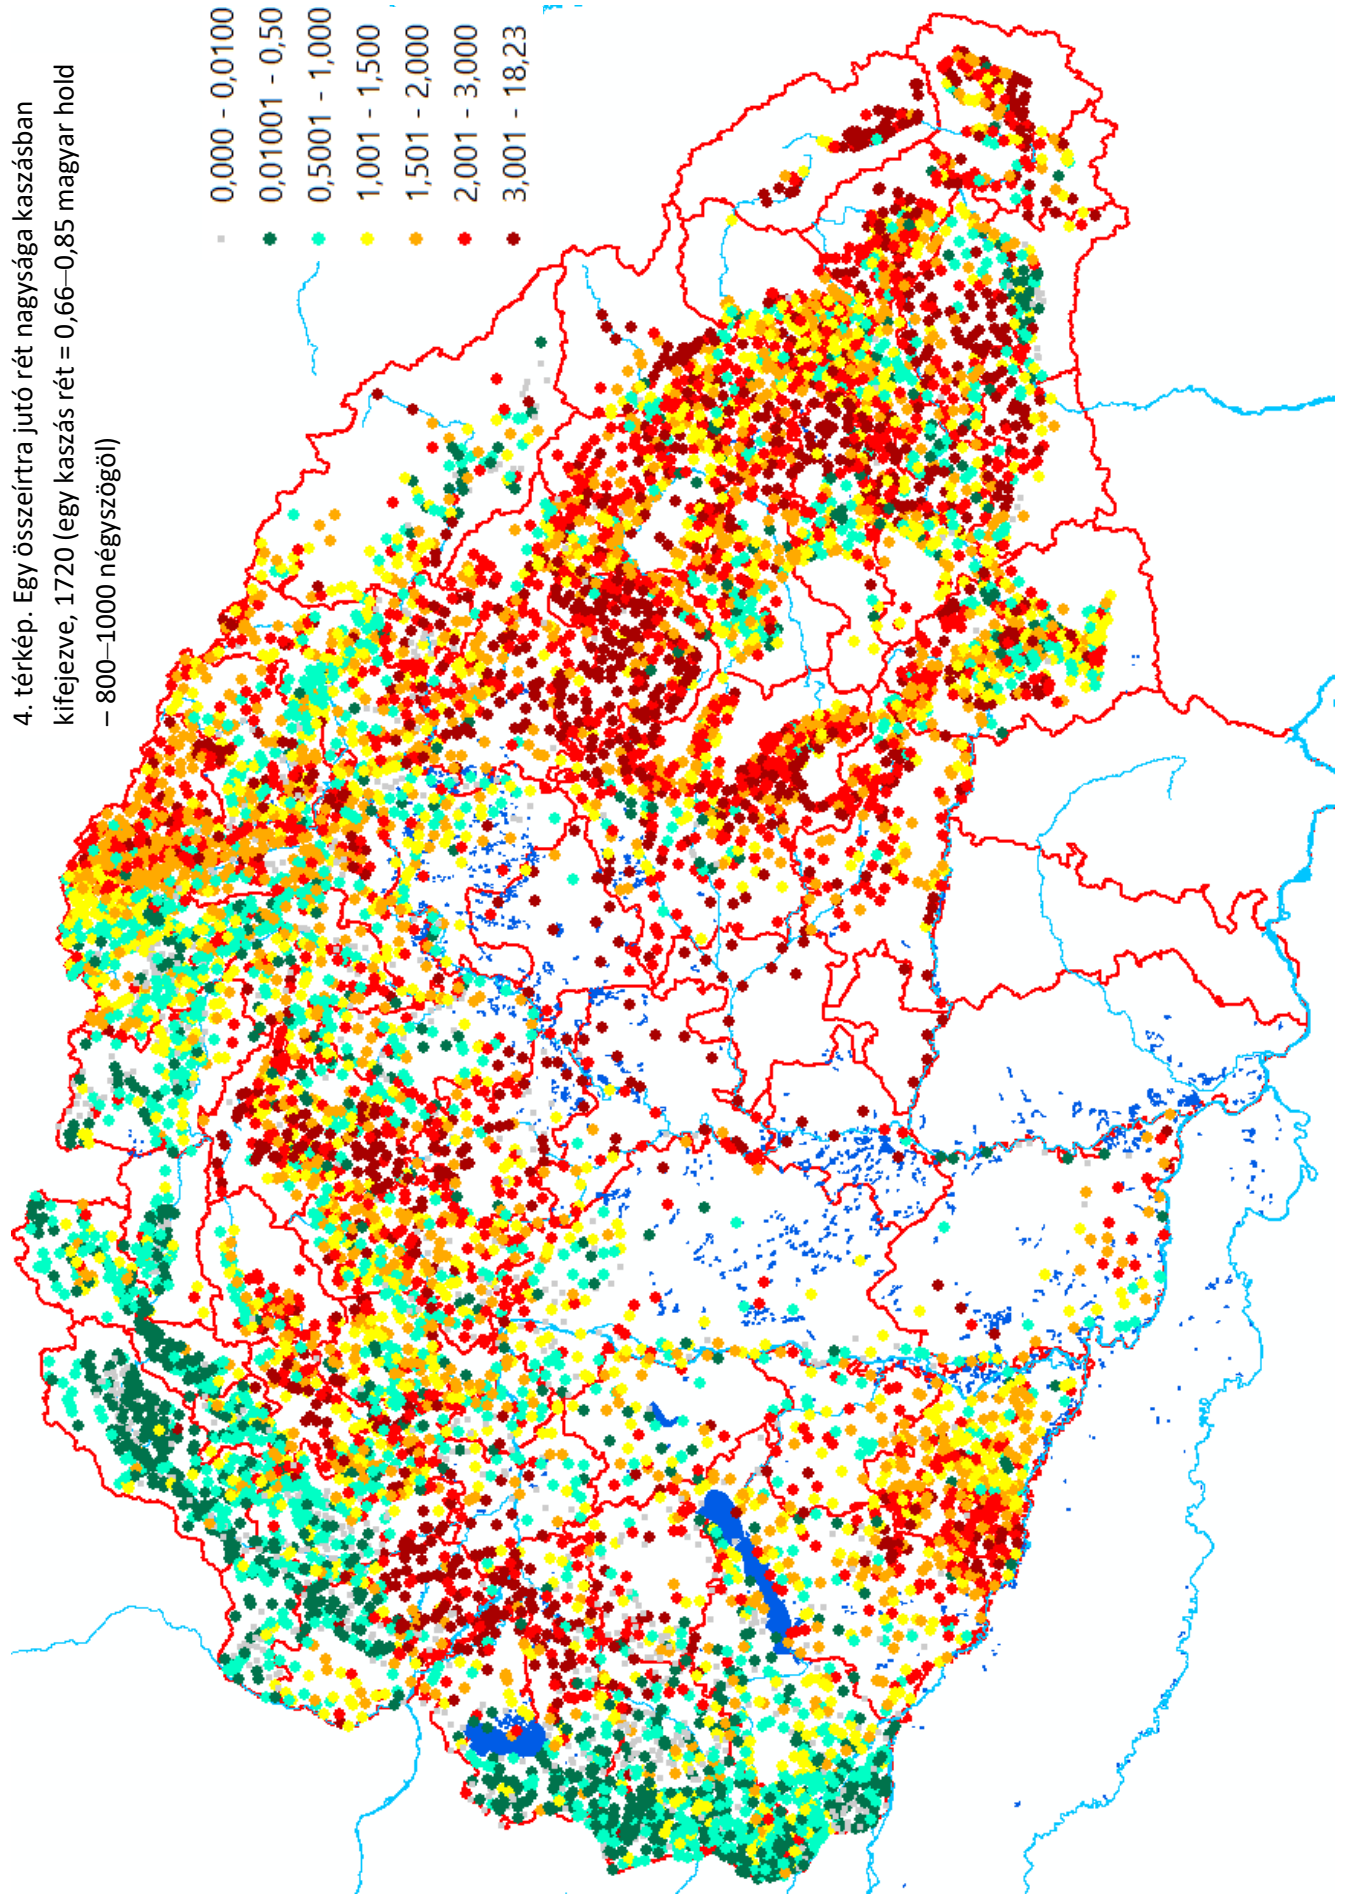 4. térkép. Egy összeírtra jutó rét nagysága kaszásban
kifejezve, 1720 (egy kaszás rét = 0,66–0,85 magyar hold
– 800–1000 négyszögöl)
0,000 - 0,0100
0,01001 - 0,50
0,5001 - 1,000
1,001 - 1,500
1,501 - 2,000
2,001 - 3,000
3,001 - 18,23